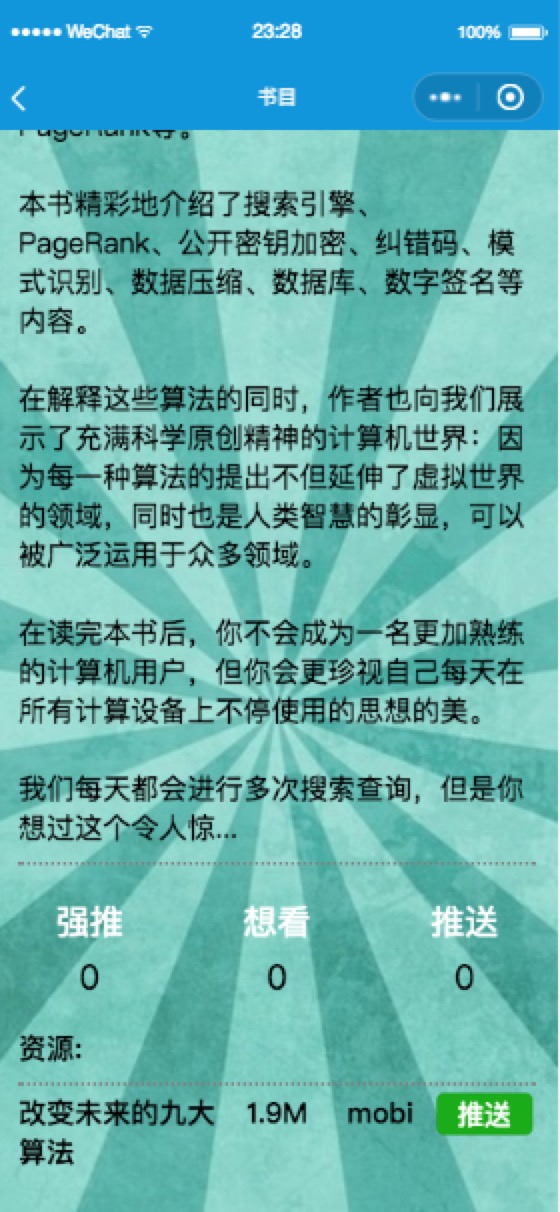 WeChat
23:28
100%
书目
PageRank等。
本书精彩地介绍了搜索引擎、
PageRank、公开密钥加密、纠错码、模
式识别、数据压缩、数据库、数字签名等
内容。
在解释这些算法的同时，作者也向我们展
示了充满科学原创精神的计算机世界：因
为每一种算法的提出不但延伸了虚拟世界
的领域，同时也是人类智慧的彰显，可以
被广泛运用于众多领域。
在读完本书后，你不会成为一名更加熟练
的计算机用户，但你会更珍视自己每天在
所有计算设备上不停使用的思想的美。
我们每天都会进行多次搜索查询，但是你
想过这个令人惊...
强推 想看 推送
0 0 0
资源:
改变未来的九大 1.9M mobi 推送
算法